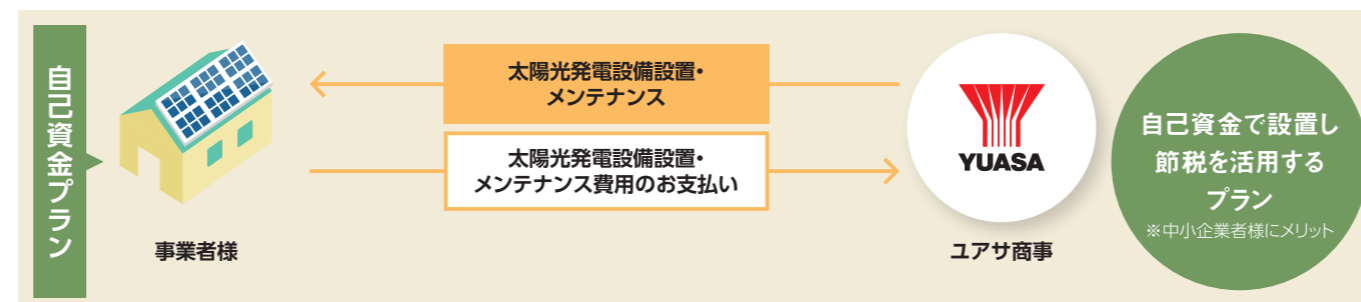 自己資金プラン
太陽光発電設備設置・
メンテナンス
太陽光発電設備設置・
メンテナンス費用のお支払い
事業者様
YUASA
ユアサ商事
自己資金で設置し
節税を活用する
プラン
※中小企業者様にメリット